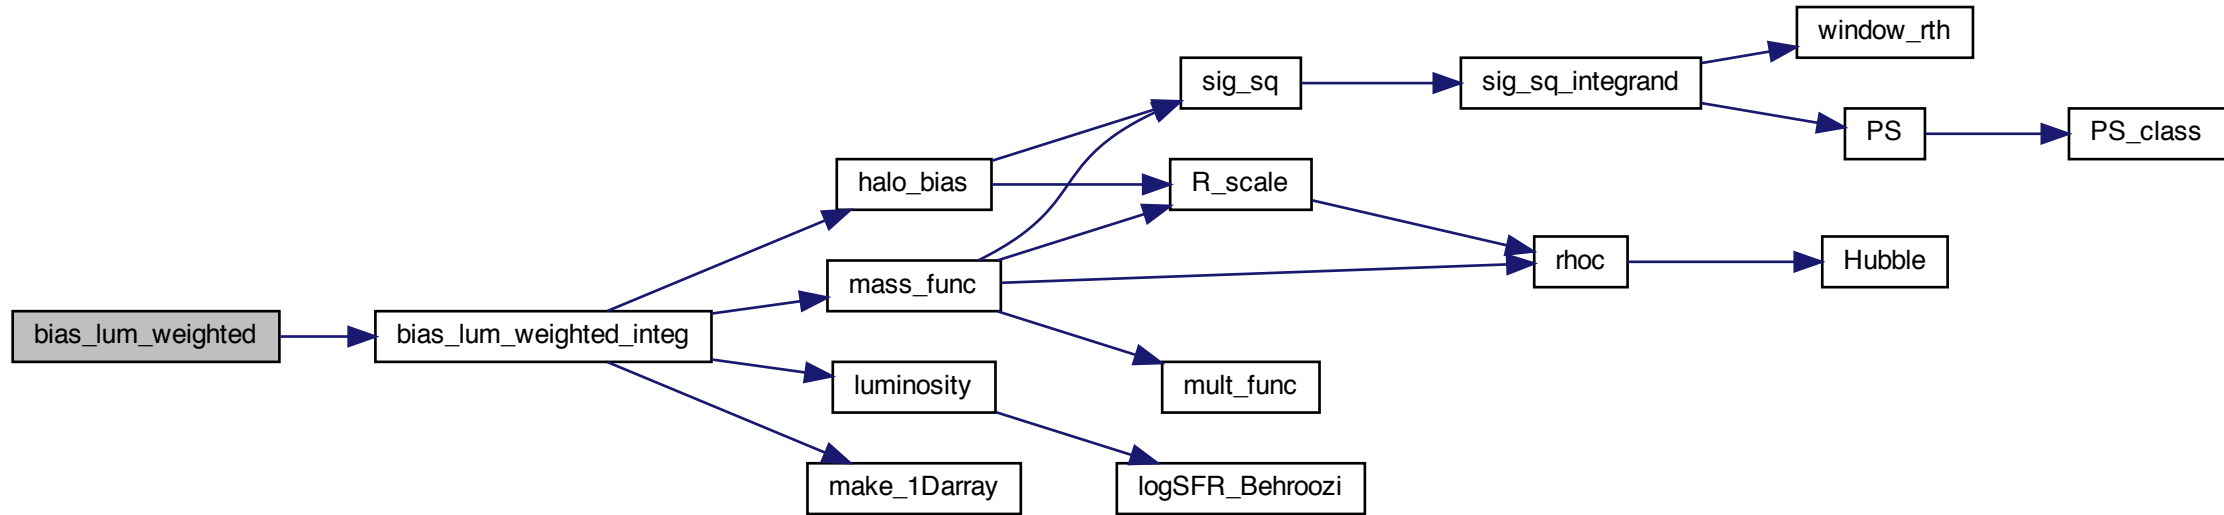 window_rth
sig_sq
sig_sq_integrand
PS
PS_class
halo_bias
R_scale
mass_func
rhoc
Hubble
bias_lum_weighted
bias_lum_weighted_integ
luminosity
mult_func
make_1Darray
logSFR_Behroozi